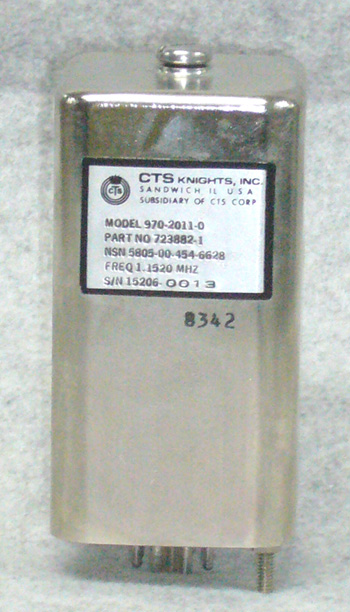 CTS KNIGHTS, INC.
SANDWICH IL USA
SUBSIDIARY OF CTS CORP
CTS
MODEL 970-2011-0
PART NO 723882-1
NSN 5805-00-454-6628
FREQ 1.1520 MHZ
S/N 15206-0013
8342